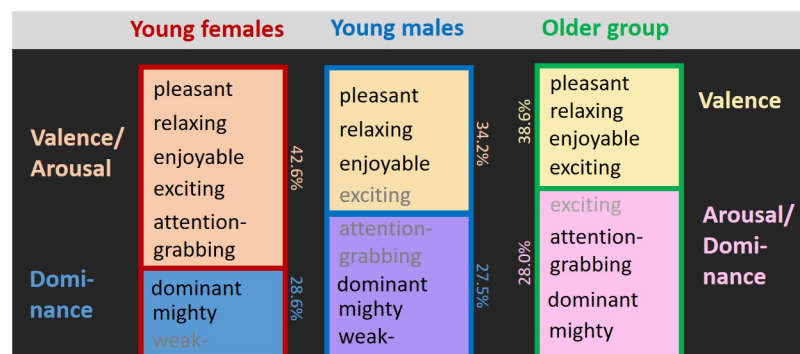 Young females
Young males
Older group
Valence/
Arousal
Domi-
nance
pleasant
relaxing
enjoyable
exciting
attention-
grabbing
dominant
mighty
weak-
42.6%
28.6%
pleasant
relaxing
enjoyable
exciting
attention-
grabbing
dominant
mighty
weak-
34.2%
27.5%
38.6%
28.0%
pleasant
relaxing
enjoyable
exciting
exciting
attention-
grabbing
dominant
mighty
Valence
Arousal/
Domi-
nance